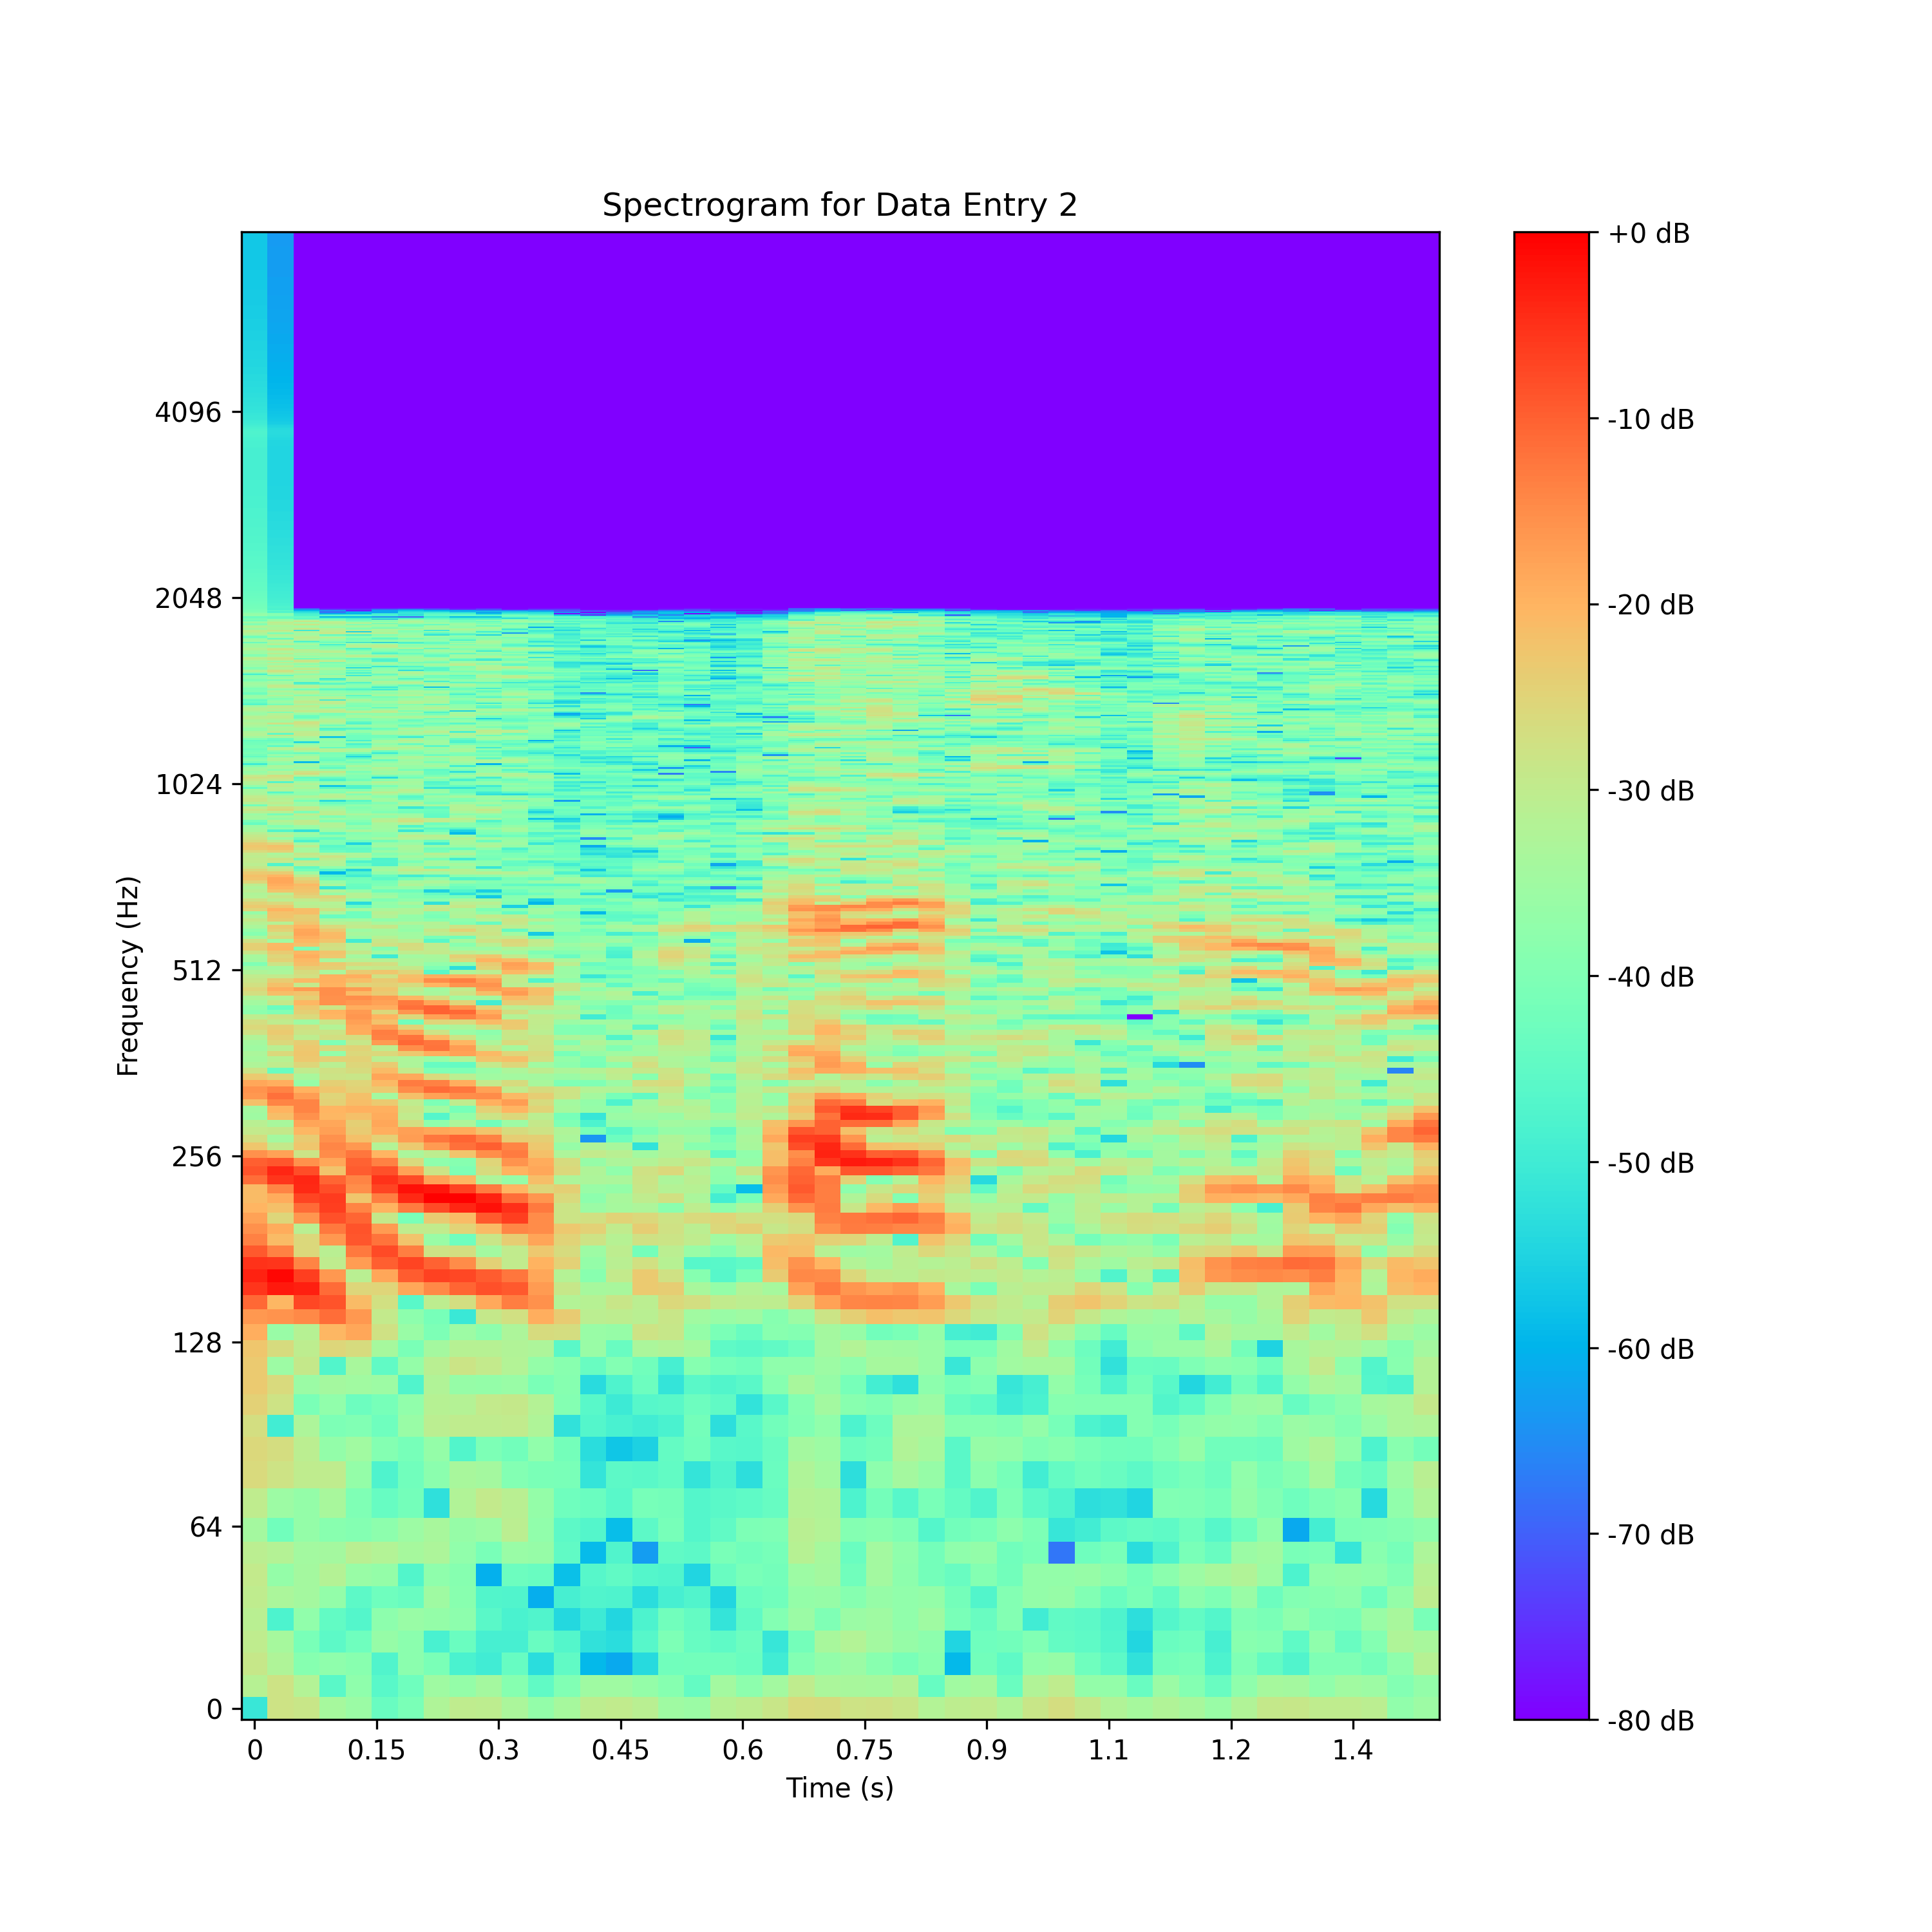 Spectrogram for Data Entry 2
Frequency (Hz)
4096
2048
1024
512
256
128
64
0
0 0.15 0.3 0.45 0.6 0.75 0.9 1.1 1.2 1.4
Time (s)
+0 dB
-10 dB
-20 dB
-30 dB
-40 dB
-50 dB
-60 dB
-70 dB
-80 dB